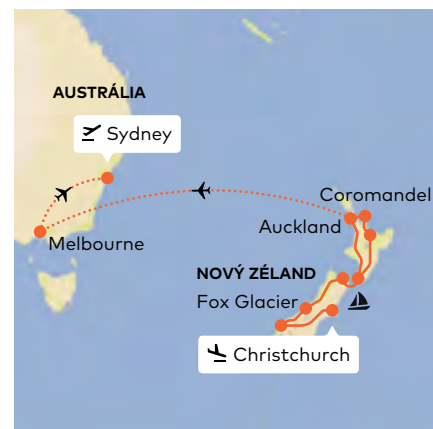 AUSTRÁLIA
Sydney
Coromandel
Auckland
Melbourne
NOVÝ ZÉLAND
Fox Glacier
Christchurch